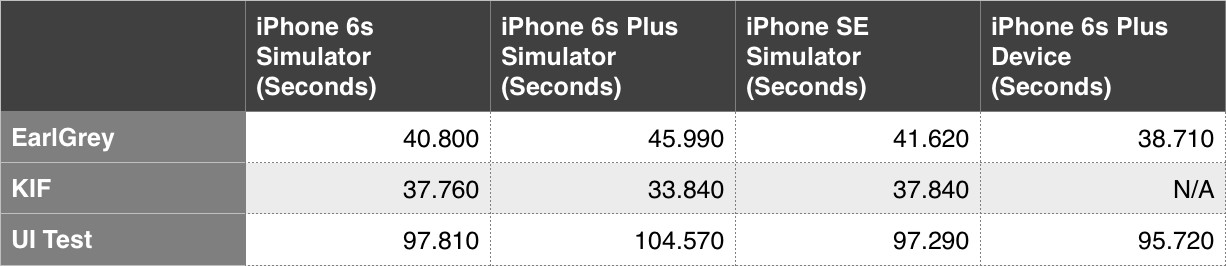 iPhone 6s Simulator (Seconds) iPhone 6s Plus Simulator (Seconds) iPhone SE Simulator (Seconds) iPhone 6s Plus Device (Seconds)
EarlGrey 40.800 45.990 41.620 38.710
KIF 37.760 33.840 37.840 N/A
UI Test 97.810 104.570 97.290 95.720